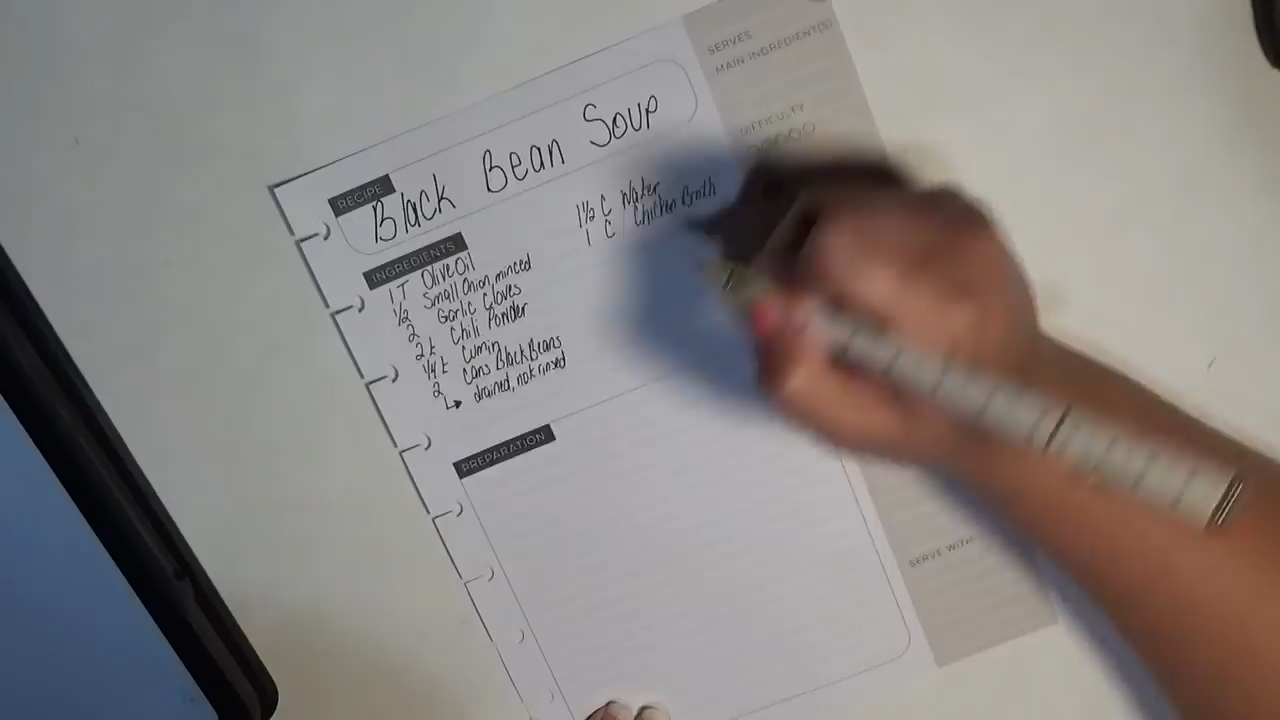 RECIPE
Black Bean Soup
INGREDIENTS
1 T Olive Oil
1/2 Small Onion, minced
2 Garlic Cloves
2 t Chili Powder
1/4 t Cumin
2 Cans Black Beans
↳ drained, not rinsed
1 1/2 C Water
1 C Chicken Broth
PREPARATION
SERVES
MAIN INGREDIENT(S)
DIFFICULTY
SERVE WITH